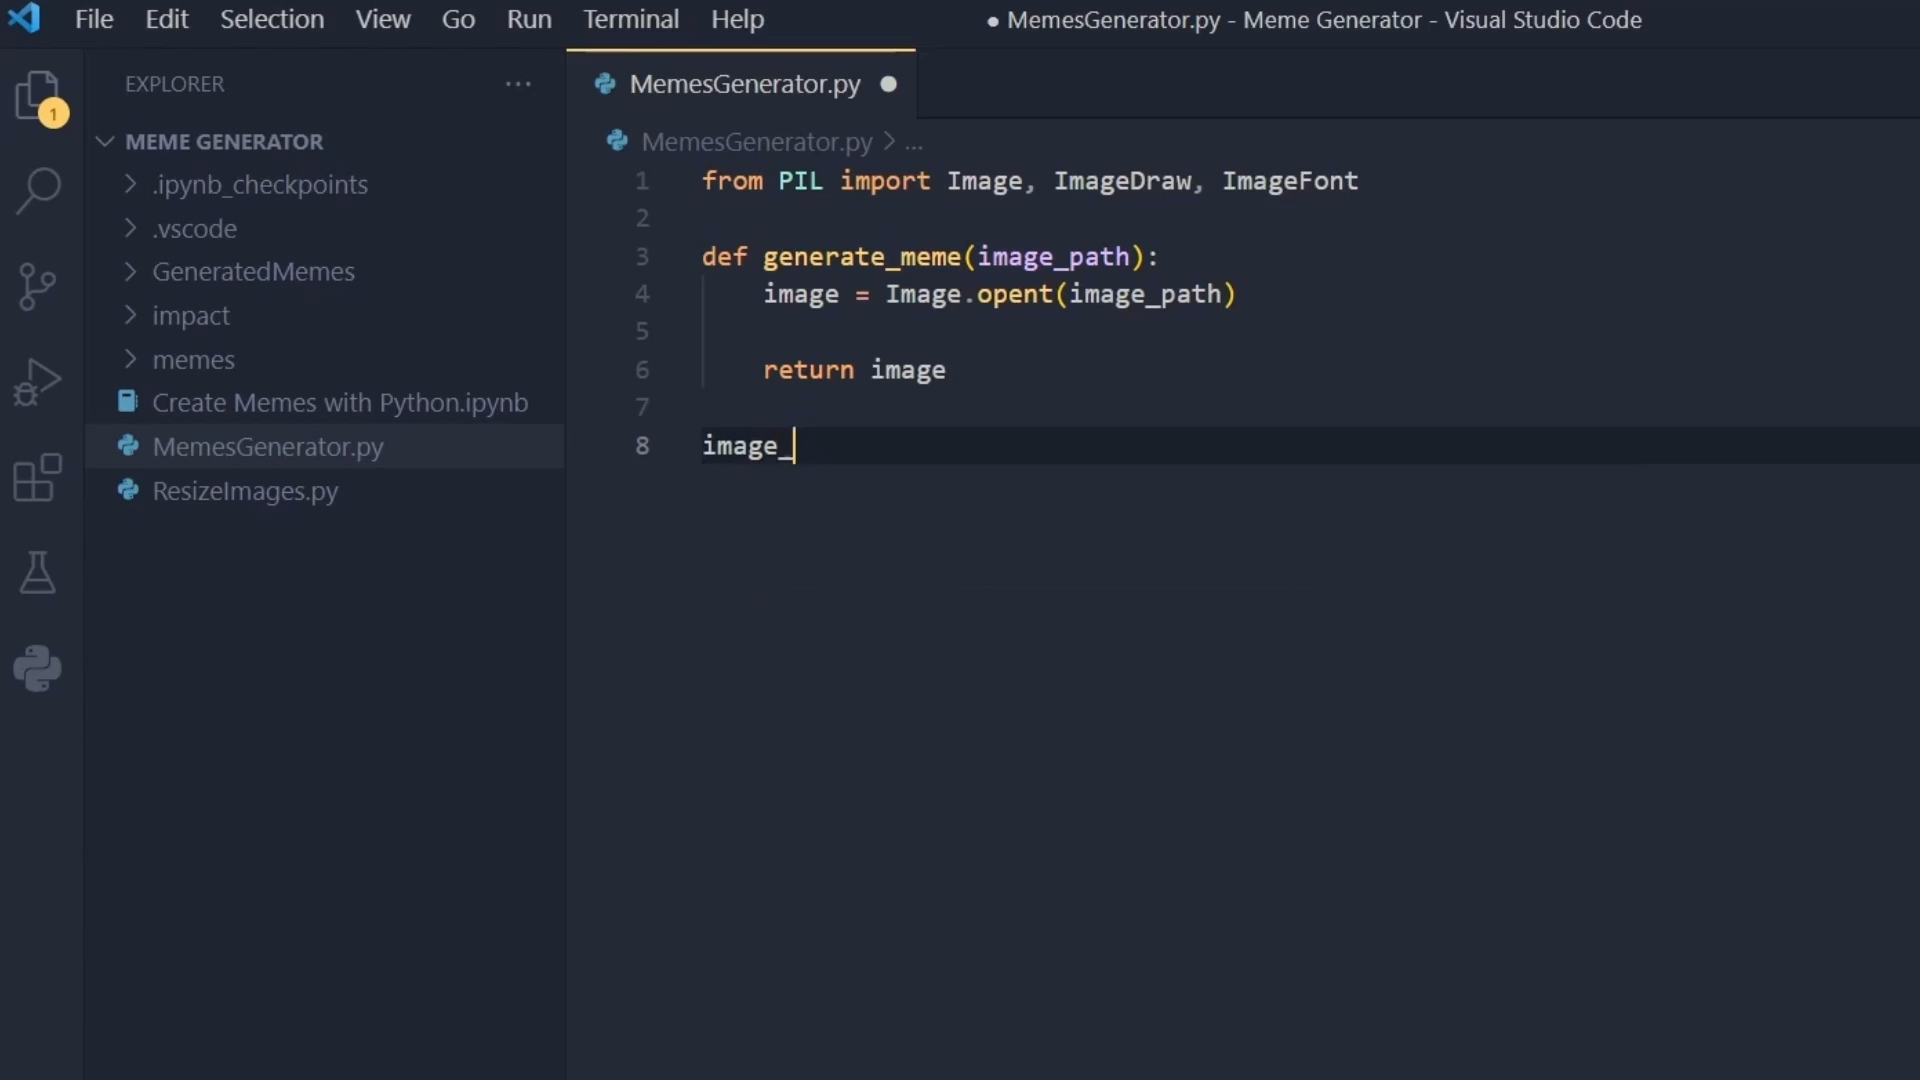 File Edit Selection View Go Run Terminal Help ● MemesGenerator.py - Meme Generator - Visual Studio Code
EXPLORER ...
MemesGenerator.py
1
MEME GENERATOR
.ipynb_checkpoints
.vscode
GeneratedMemes
impact
memes
Create Memes with Python.ipynb
MemesGenerator.py
ResizeImages.py
MemesGenerator.py > ...
1 from PIL import Image, ImageDraw, ImageFont
2
3 def generate_meme(image_path):
4     image = Image.opent(image_path)
5
6     return image
7
8 image_